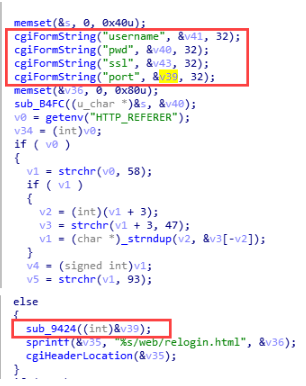 memset(&s, 0, 0x40u);
cgiFormString("username", &v41, 32);
cgiFormString("pwd", &v40, 32);
cgiFormString("ssl", &v43, 32);
cgiFormString("port", &v39, 32);
memset(&v36, 0, 0x80u);
sub_B4FC((u_char *)&s, &v40);
v0 = getenv("HTTP_REFERER");
v34 = (int)v0;
if ( v0 )
{
v1 = strchr(v0, 58);
if ( v1 )
{
v2 = (int)(v1 + 3);
v3 = strchr(v1 + 3, 47);
v1 = (char *)_strndup(v2, &v3[-v2]);
}
v4 = (signed int)v1;
v5 = strchr(v1, 93);
else
{
sub_9424((int)&v39);
sprintf(&v35, "%s/web/relogin.html", &v36);
cgiHeaderLocation(&v35);
}